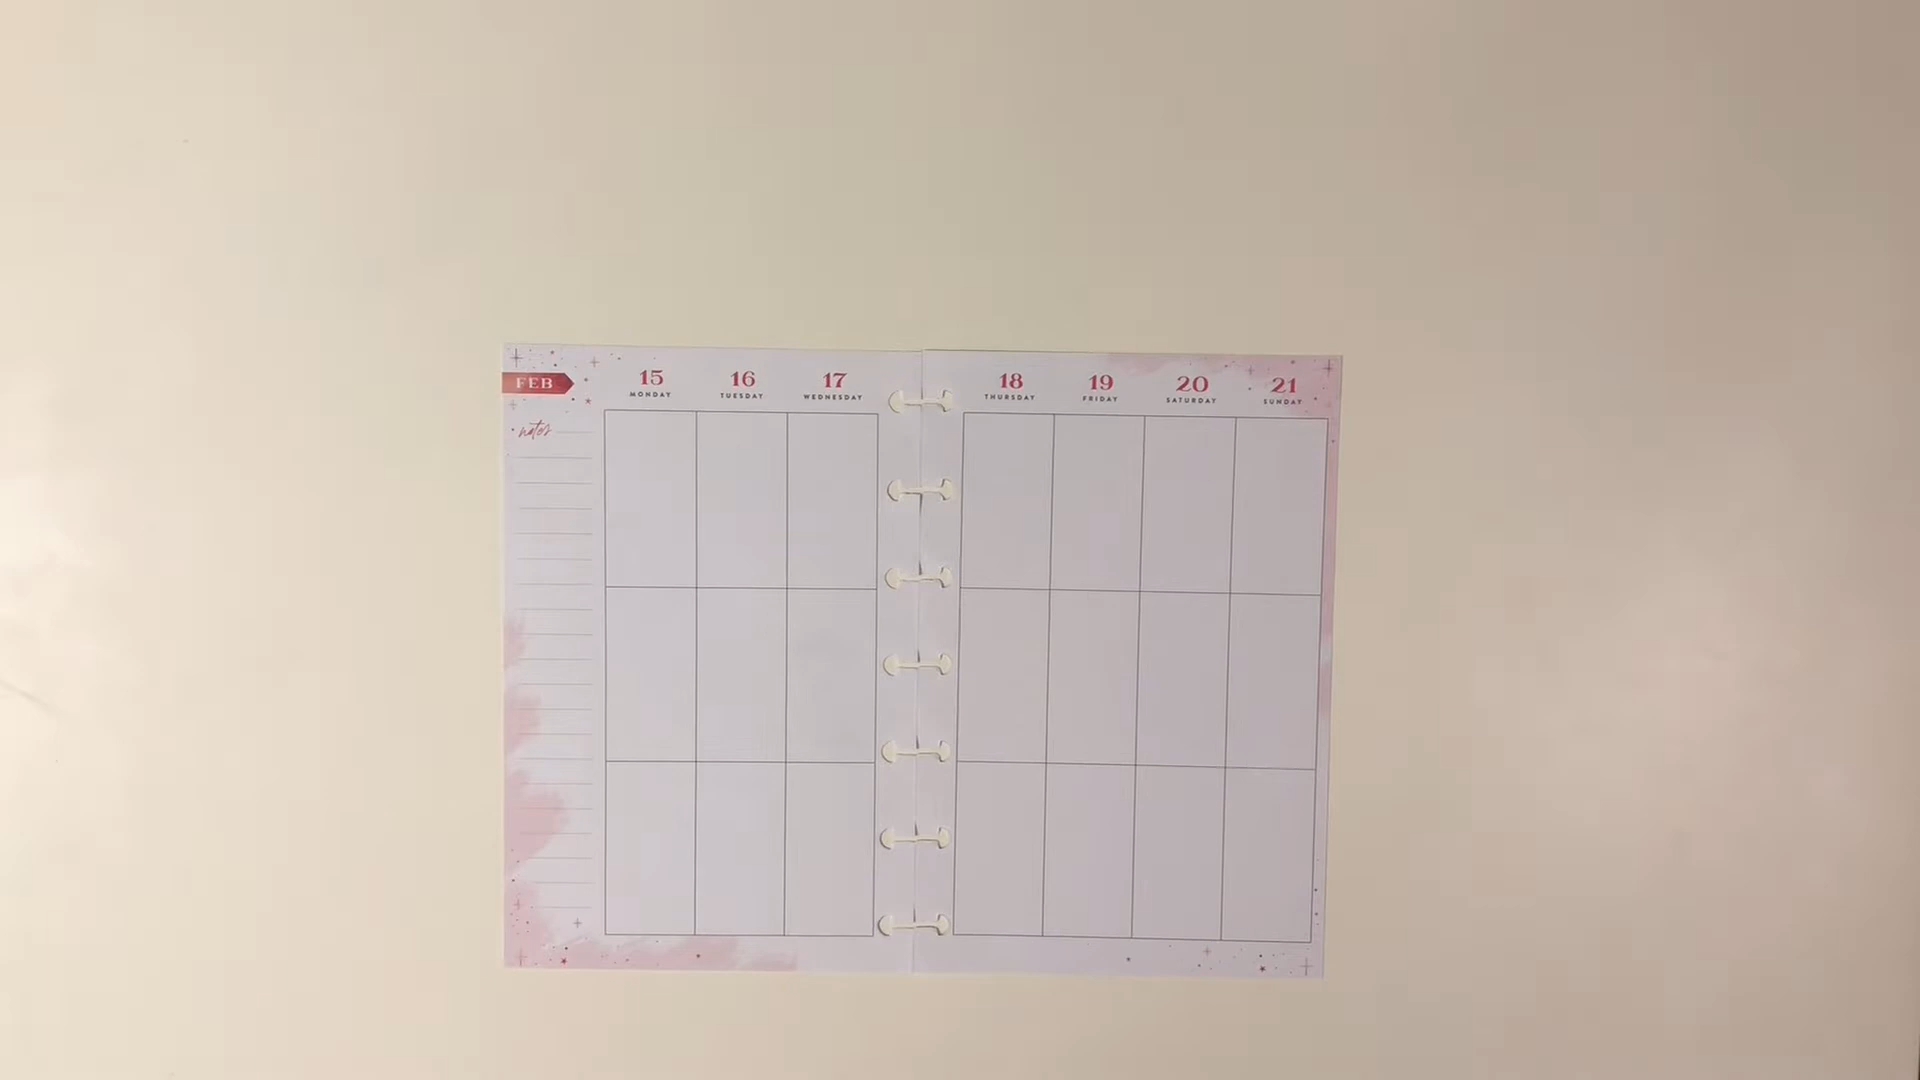 FEB
15 16 17 18 19 20 21
MONDAY TUESDAY WEDNESDAY THURSDAY FRIDAY SATURDAY SUNDAY
notes